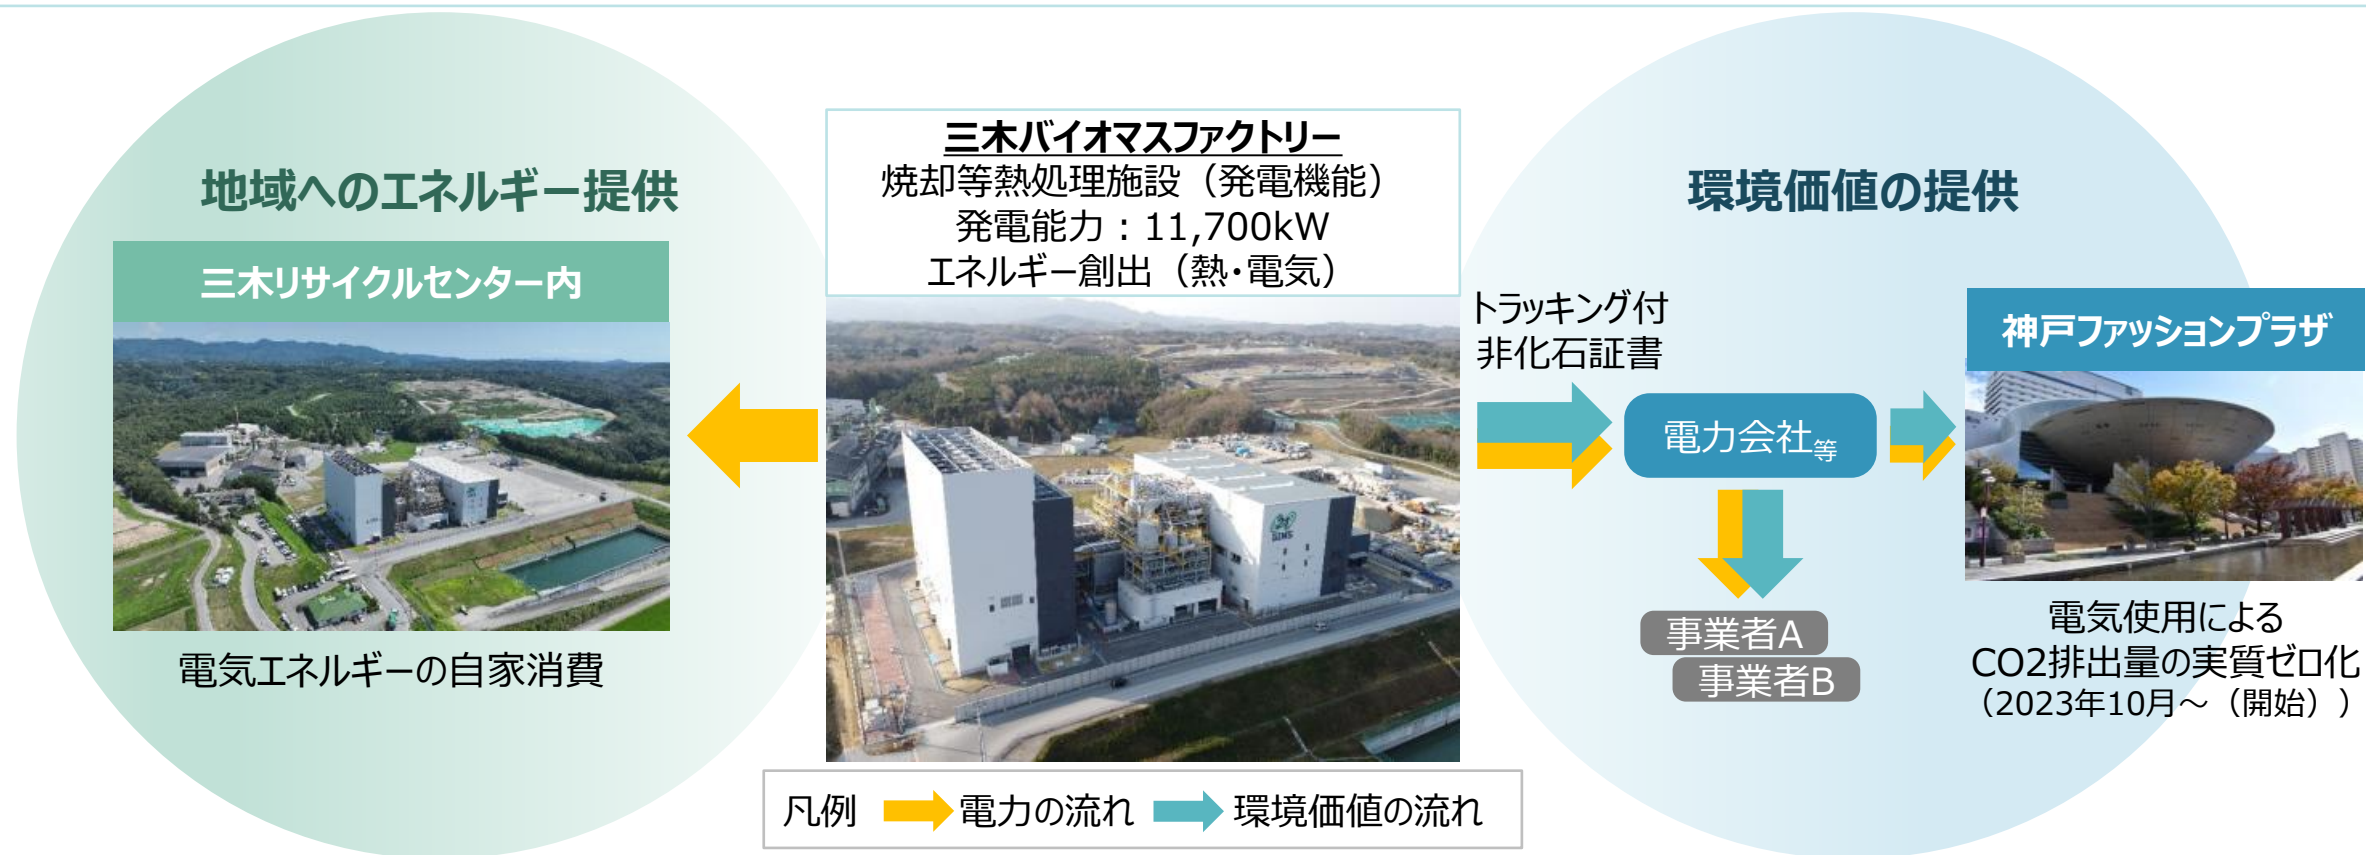 地域へのエネルギー提供
三木リサイクルセンター内
電気エネルギーの自家消費
三木バイオマスファクトリー
焼却等熱処理施設（発電機能）
発電能力：11,700kW
エネルギー創出（熱・電気）
DINS
環境価値の提供
トラッキング付
非化石証書
電力会社等
事業者A
事業者B
神戸ファッションプラザ
電気使用による
CO2排出量の実質ゼロ化
（2023年10月～（開始））
凡例 電力の流れ 環境価値の流れ